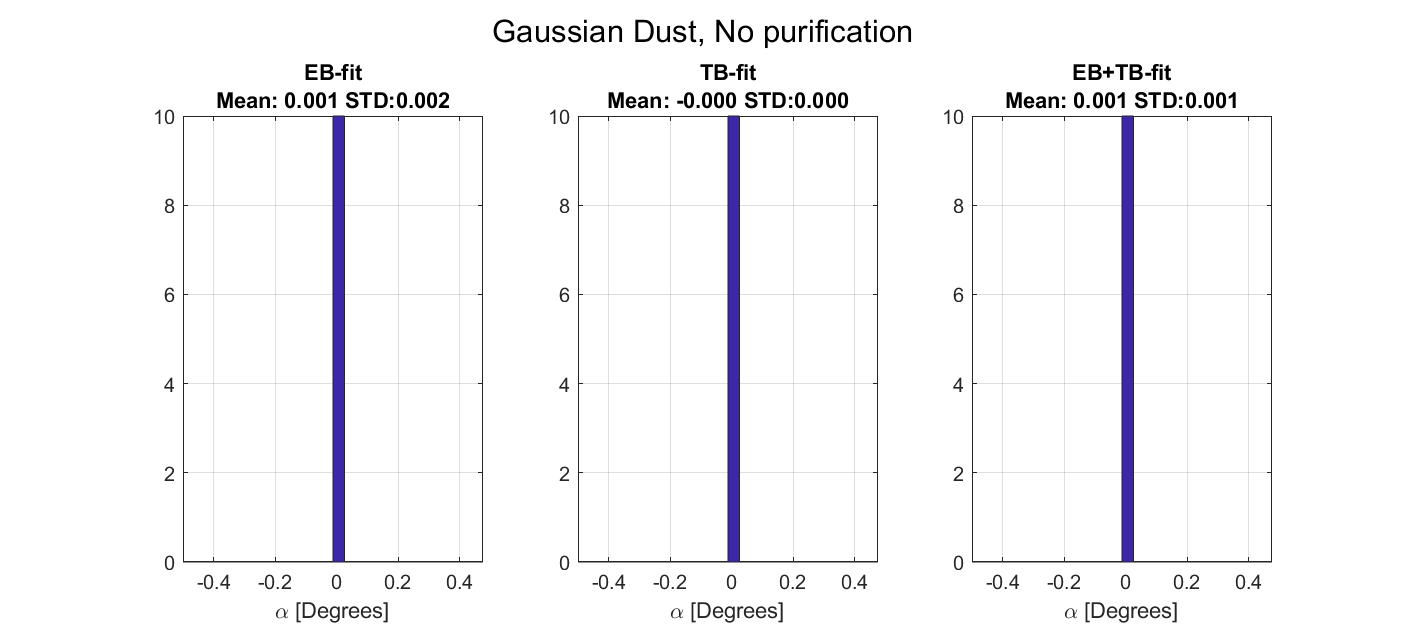 Gaussian Dust, No purification
EB-fit
Mean: 0.001 STD:0.002
10
8
6
4
2
0
-0.4 -0.2 0 0.2 0.4
α [Degrees]
TB-fit
Mean: -0.000 STD:0.000
10
8
6
4
2
0
-0.4 -0.2 0 0.2 0.4
α [Degrees]
EB+TB-fit
Mean: 0.001 STD:0.001
10
8
6
4
2
0
-0.4 -0.2 0 0.2 0.4
α [Degrees]